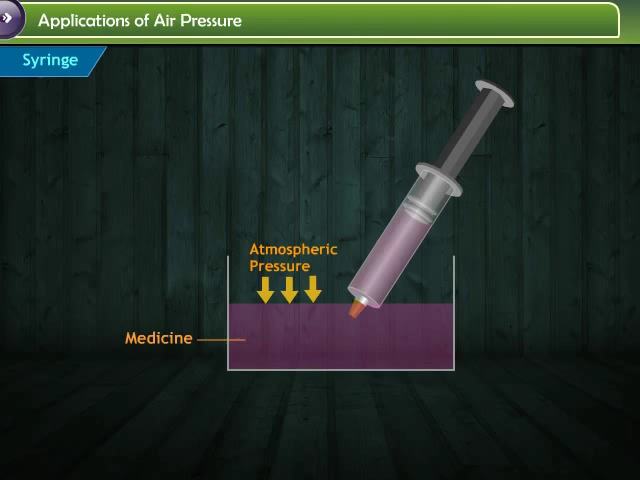 Applications of Air Pressure
Syringe
Atmospheric
Pressure
Medicine